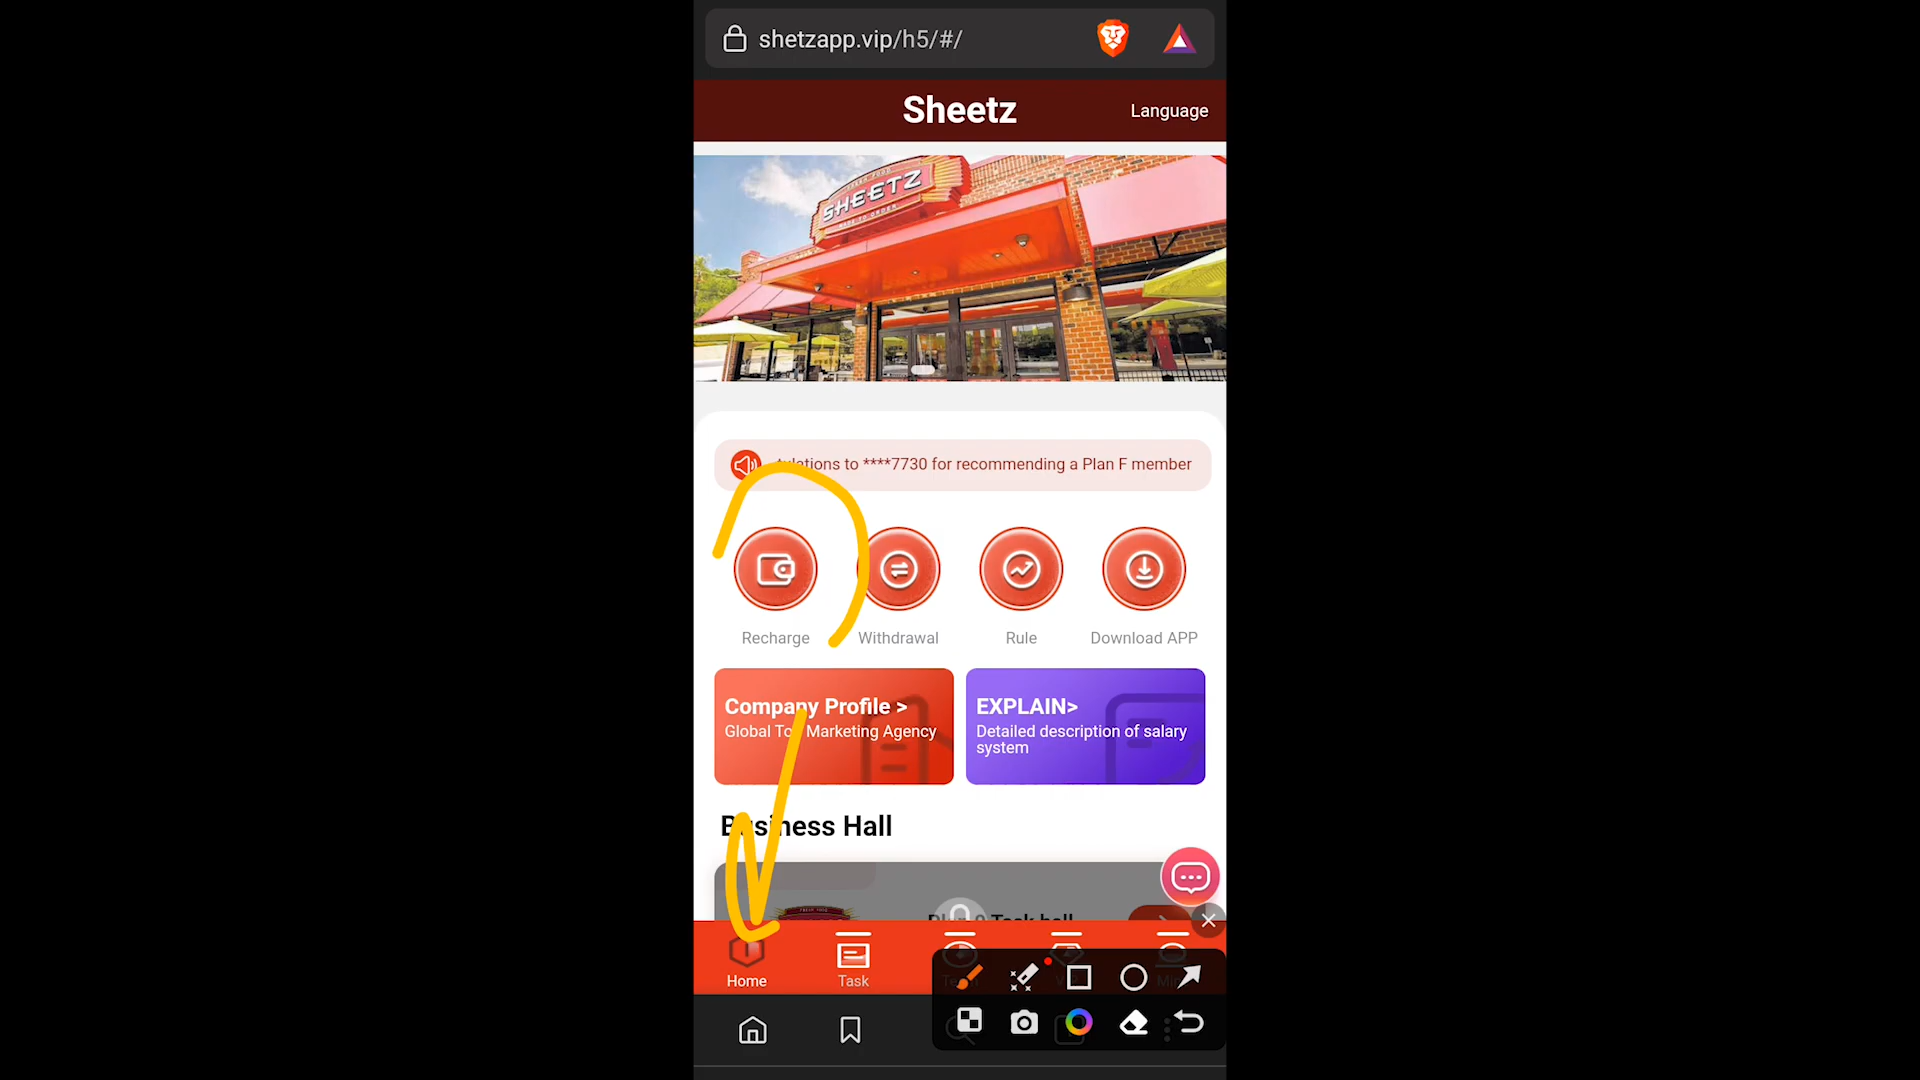 shetzapp.vip/h5/#/
Sheetz
Language
SHEETZ
to ****7730 for recommending a Plan F member
Recharge
Withdrawal
Rule
Download APP
Company Profile >
Global Top Marketing Agency
EXPLAIN>
Detailed description of salary
system
Business Hall
Task hall
Home
Task